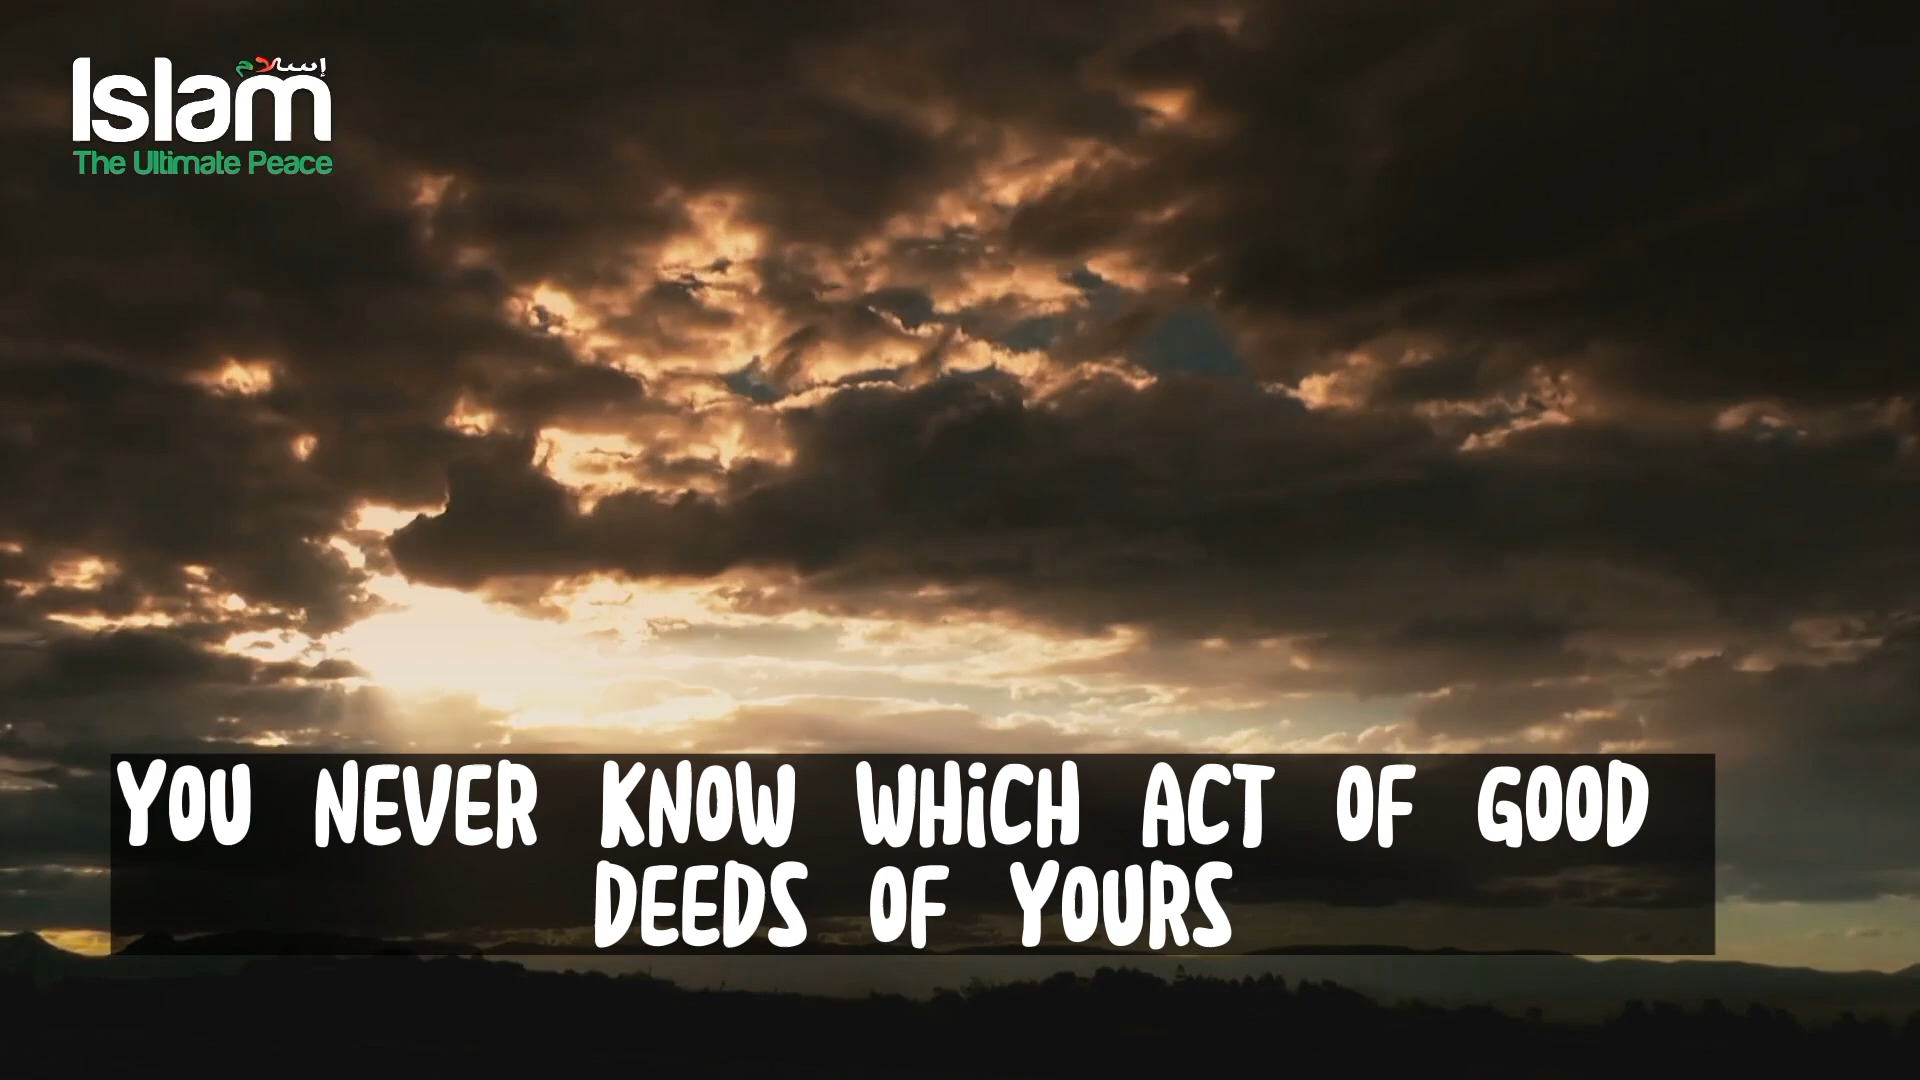 إسلام
Islam
The Ultimate Peace
YOU NEVER KNOW WHiCH ACT OF GOOD
DEEDS OF YOURS